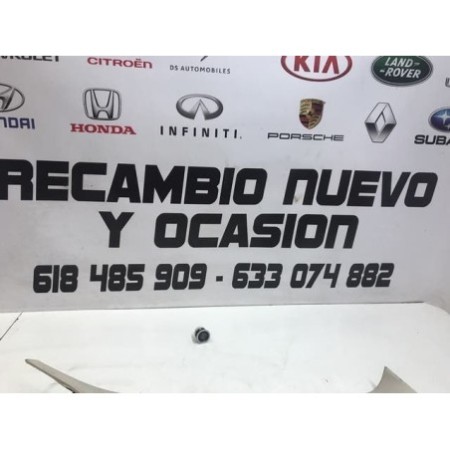 CITROËN
DS AUTOMOBILES
KIA
LAND-
ROVER
HONDA
INFINITI
PORSCHE
RECAMBIO NUEVO
Y OCASION
618 485 909 - 633 074 882